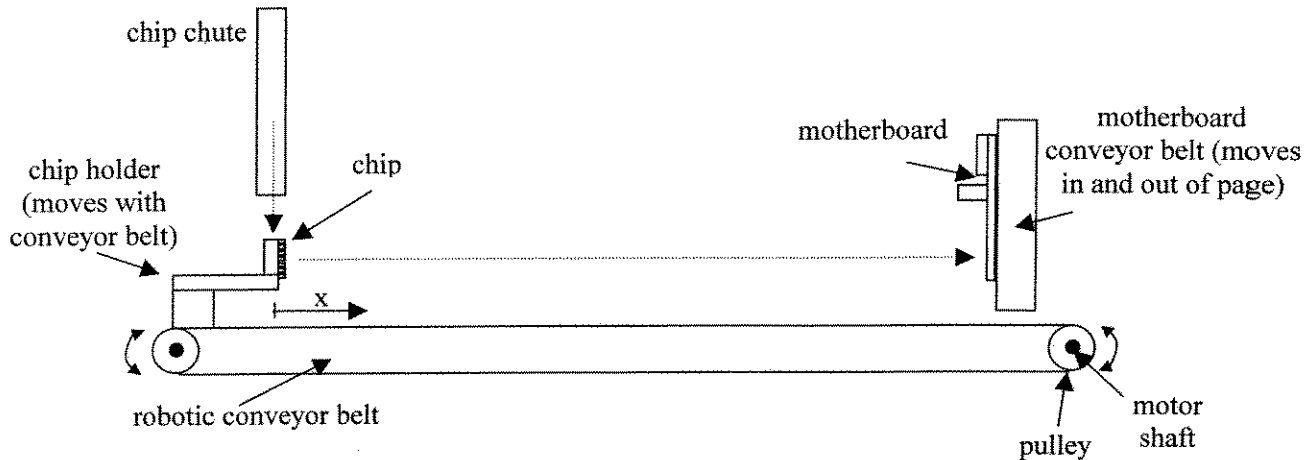 chip chute
chip holder
(moves with
conveyor belt)
chip
x
motherboard
motherboard
conveyor belt (moves
in and out of page)
robotic conveyor belt
pulley
motor
shaft